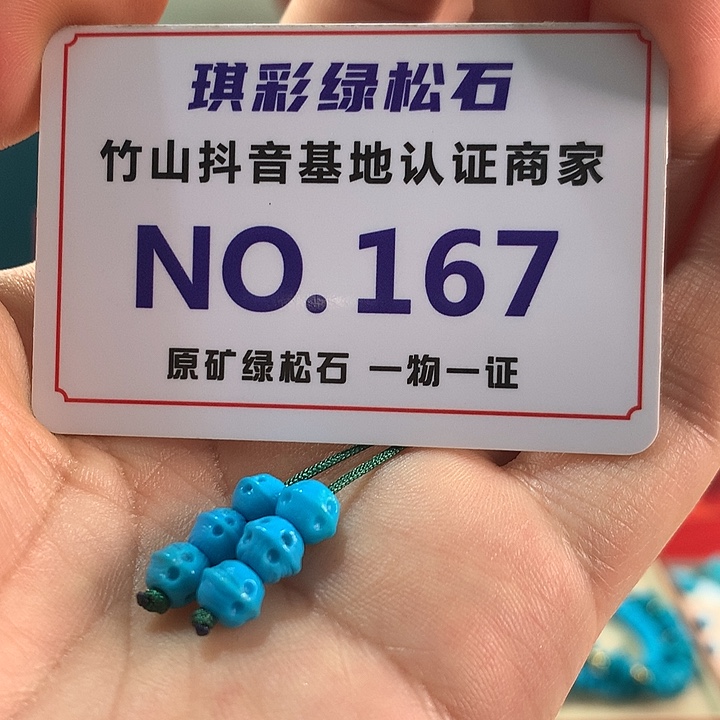 琪彩绿松石
竹山抖音基地认证商家
NO.167
原矿绿松石 一物一证